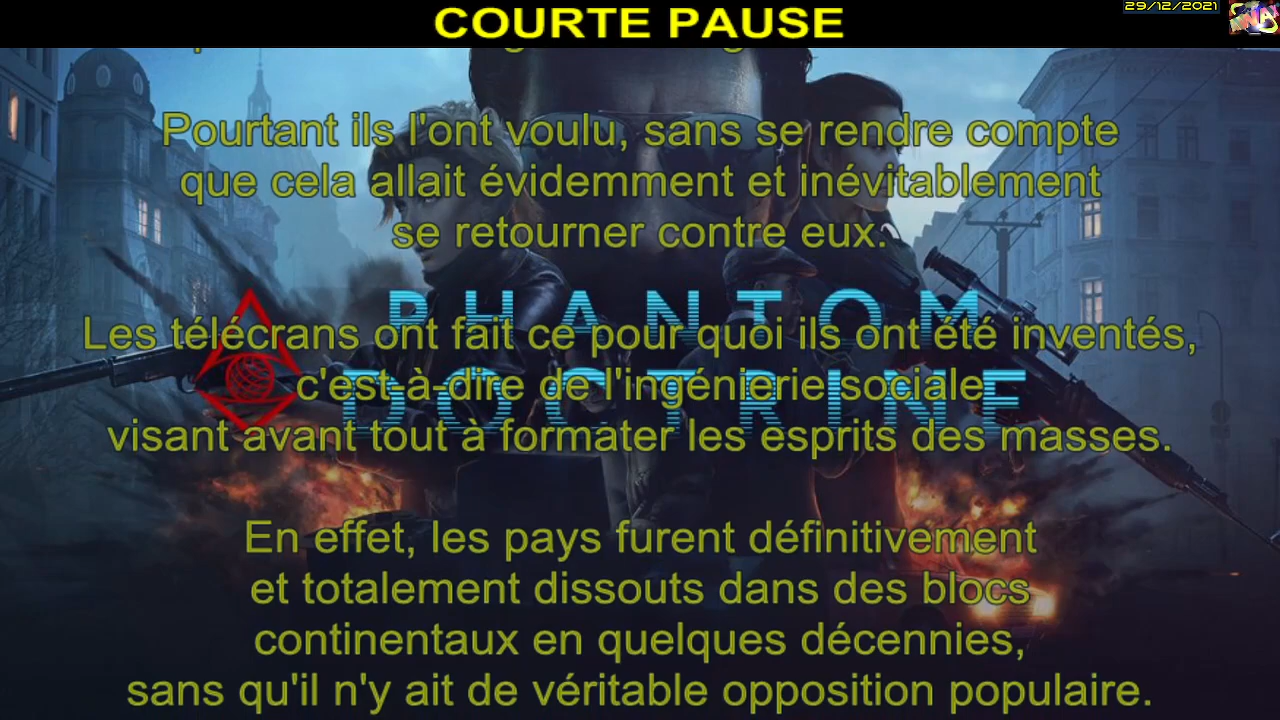 COURTE PAUSE
29/12/2021
Pourtant ils l'ont voulu, sans se rendre compte
que cela allait évidemment et inévitablement
se retourner contre eux.
PHANTOM
DOCTRINE
Les télécrans ont fait ce pour quoi ils ont été inventés,
c'est-à-dire de l'ingénierie sociale
visant avant tout à formater les esprits des masses.
En effet, les pays furent définitivement
et totalement dissouts dans des blocs
continentaux en quelques décennies,
sans qu'il n'y ait de véritable opposition populaire.